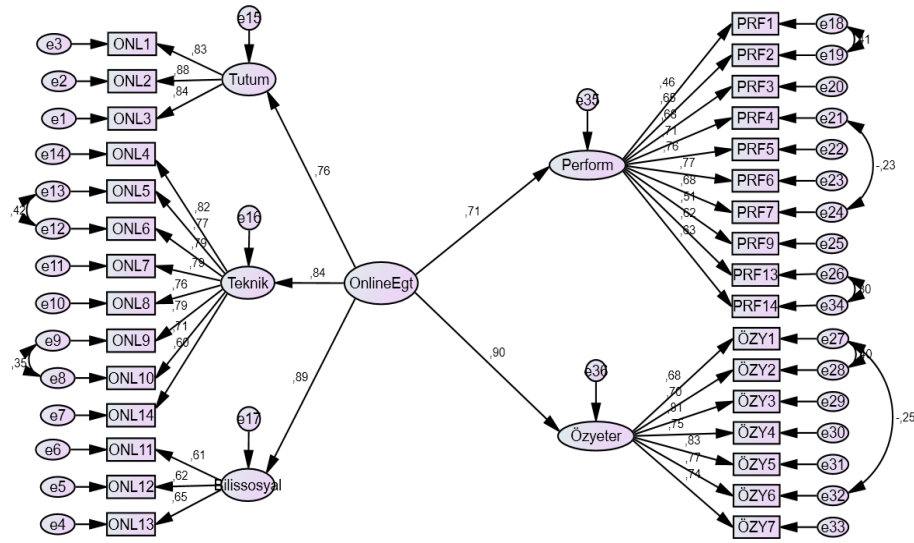 e3 ONL1
e2 ONL2
e1 ONL3
e14 ONL4
e13 ONL5
e12 ONL6
e11 ONL7
e10 ONL8
e9 ONL9
e8 ONL10
e7 ONL14
e6 ONL11
e5 ONL12
e4 ONL13
,42
,35
e15
Tutum
,83
,88
,84
e16
Teknik
,82
,77
,79
,79
,76
,79
,71
,60
e17
Bilissosyal
,61
,62
,65
OnlineEgt
,76
,84
,89
,71
,90
e35
Perform
,46
,65
,68
,71
,76
,77
,68
,51
,62
,63
PRF1 e18
PRF2 e19
PRF3 e20
PRF4 e21
PRF5 e22
PRF6 e23
PRF7 e24
PRF9 e25
PRF13 e26
PRF14 e34
-,23
e36
Özyeter
,68
,70
,81
,75
,83
,77
,74
ÖZY1 e27
ÖZY2 e28
ÖZY3 e29
ÖZY4 e30
ÖZY5 e31
ÖZY6 e32
ÖZY7 e33
-,25